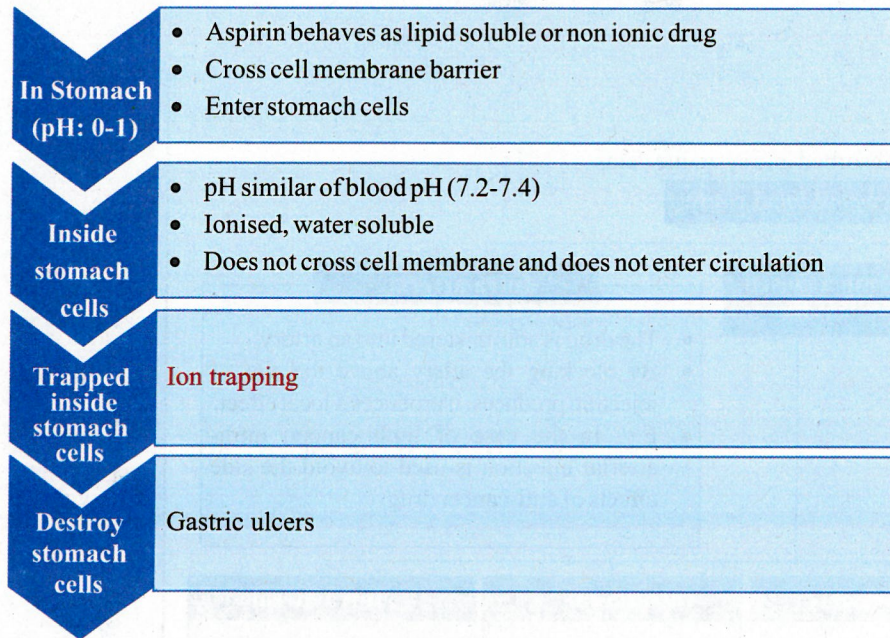 In Stomach
(pH: 0-1)
• Aspirin behaves as lipid soluble or non ionic drug
• Cross cell membrane barrier
• Enter stomach cells
Inside
stomach
cells
• pH similar of blood pH (7.2-7.4)
• Ionised, water soluble
• Does not cross cell membrane and does not enter circulation
Trapped
inside
stomach
cells
Ion trapping
Destroy
stomach
cells
Gastric ulcers